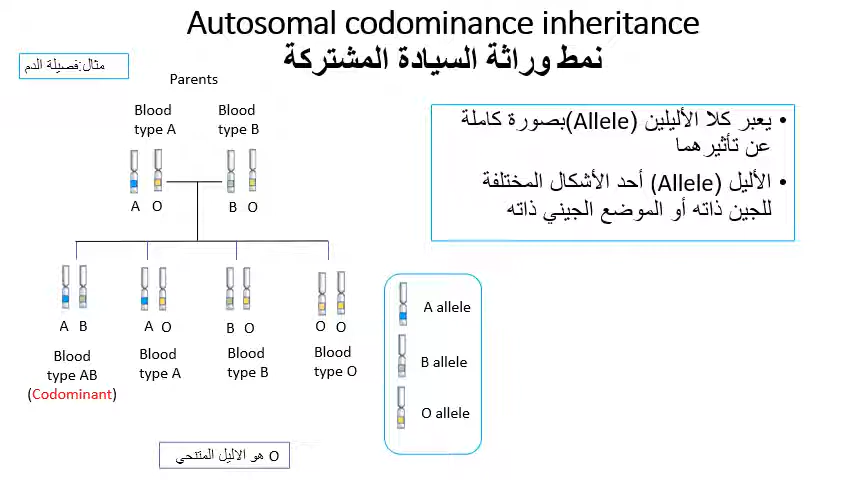 Autosomal codominance inheritance
نمط وراثة السيادة المشتركة
مثال:فصيلة الدم
Parents
Blood type A
Blood type B
A O
B O
A B
A O
B O
O O
Blood type AB
(Codominant)
Blood type A
Blood type B
Blood type O
O هو الاليل المتنحي
A allele
B allele
O allele
• يعبر كلا الأليلين (Allele)بصورة كاملة
عن تأثيرهما
• الأليل (Allele) أحد الأشكال المختلفة
للجين ذاته أو الموضع الجيني ذاته